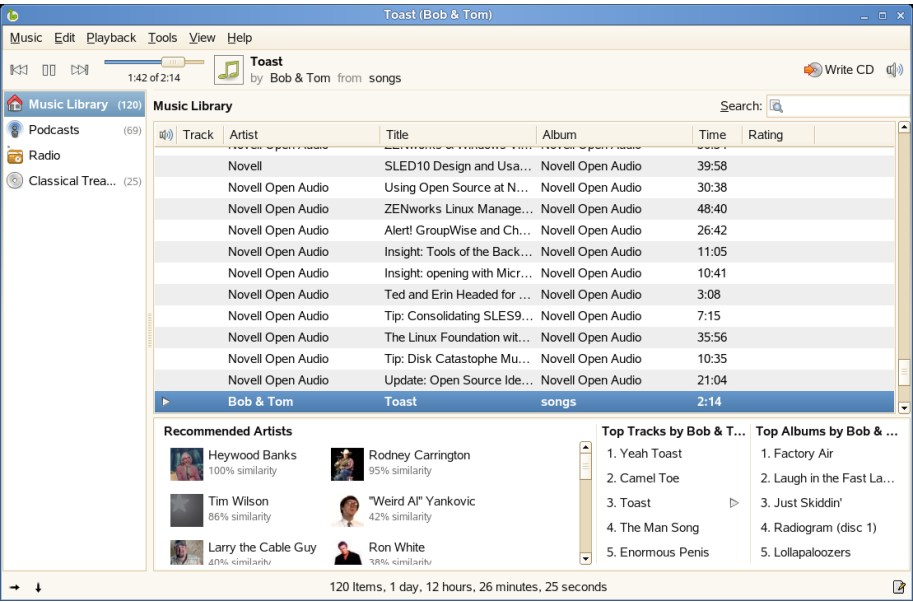 Toast (Bob & Tom)
Music Edit Playback Tools View Help
Toast
1:42 of 2:14
by Bob & Tom from songs
Write CD
Music Library (120)
Podcasts (69)
Radio
Classical Trea... (25)
Music Library
Search:
Track Artist Title Album Time Rating
Novell SLED10 Design and Usa... Novell Open Audio 39:58
Novell Open Audio Using Open Source at N... Novell Open Audio 30:38
Novell Open Audio ZENworks Linux Manage... Novell Open Audio 48:40
Novell Open Audio Alert! GroupWise and Ch... Novell Open Audio 26:42
Novell Open Audio Insight: Tools of the Back... Novell Open Audio 11:05
Novell Open Audio Insight: opening with Micr... Novell Open Audio 10:41
Novell Open Audio Ted and Erin Headed for ... Novell Open Audio 3:08
Novell Open Audio Tip: Consolidating SLES9... Novell Open Audio 7:15
Novell Open Audio The Linux Foundation wit... Novell Open Audio 35:56
Novell Open Audio Tip: Disk Catastophe Mu... Novell Open Audio 10:35
Novell Open Audio Update: Open Source Ide... Novell Open Audio 21:04
Bob & Tom Toast songs 2:14
Recommended Artists
Heywood Banks
100% similarity
Rodney Carrington
95% similarity
Tim Wilson
86% similarity
"Weird Al" Yankovic
42% similarity
Larry the Cable Guy
40% similarity
Ron White
38% similarity
Top Tracks by Bob & T...
1. Yeah Toast
2. Camel Toe
3. Toast
4. The Man Song
5. Enormous Penis
Top Albums by Bob & ...
1. Factory Air
2. Laugh in the Fast La...
3. Just Skiddin'
4. Radiogram (disc 1)
5. Lollapaloozers
120 Items, 1 day, 12 hours, 26 minutes, 25 seconds